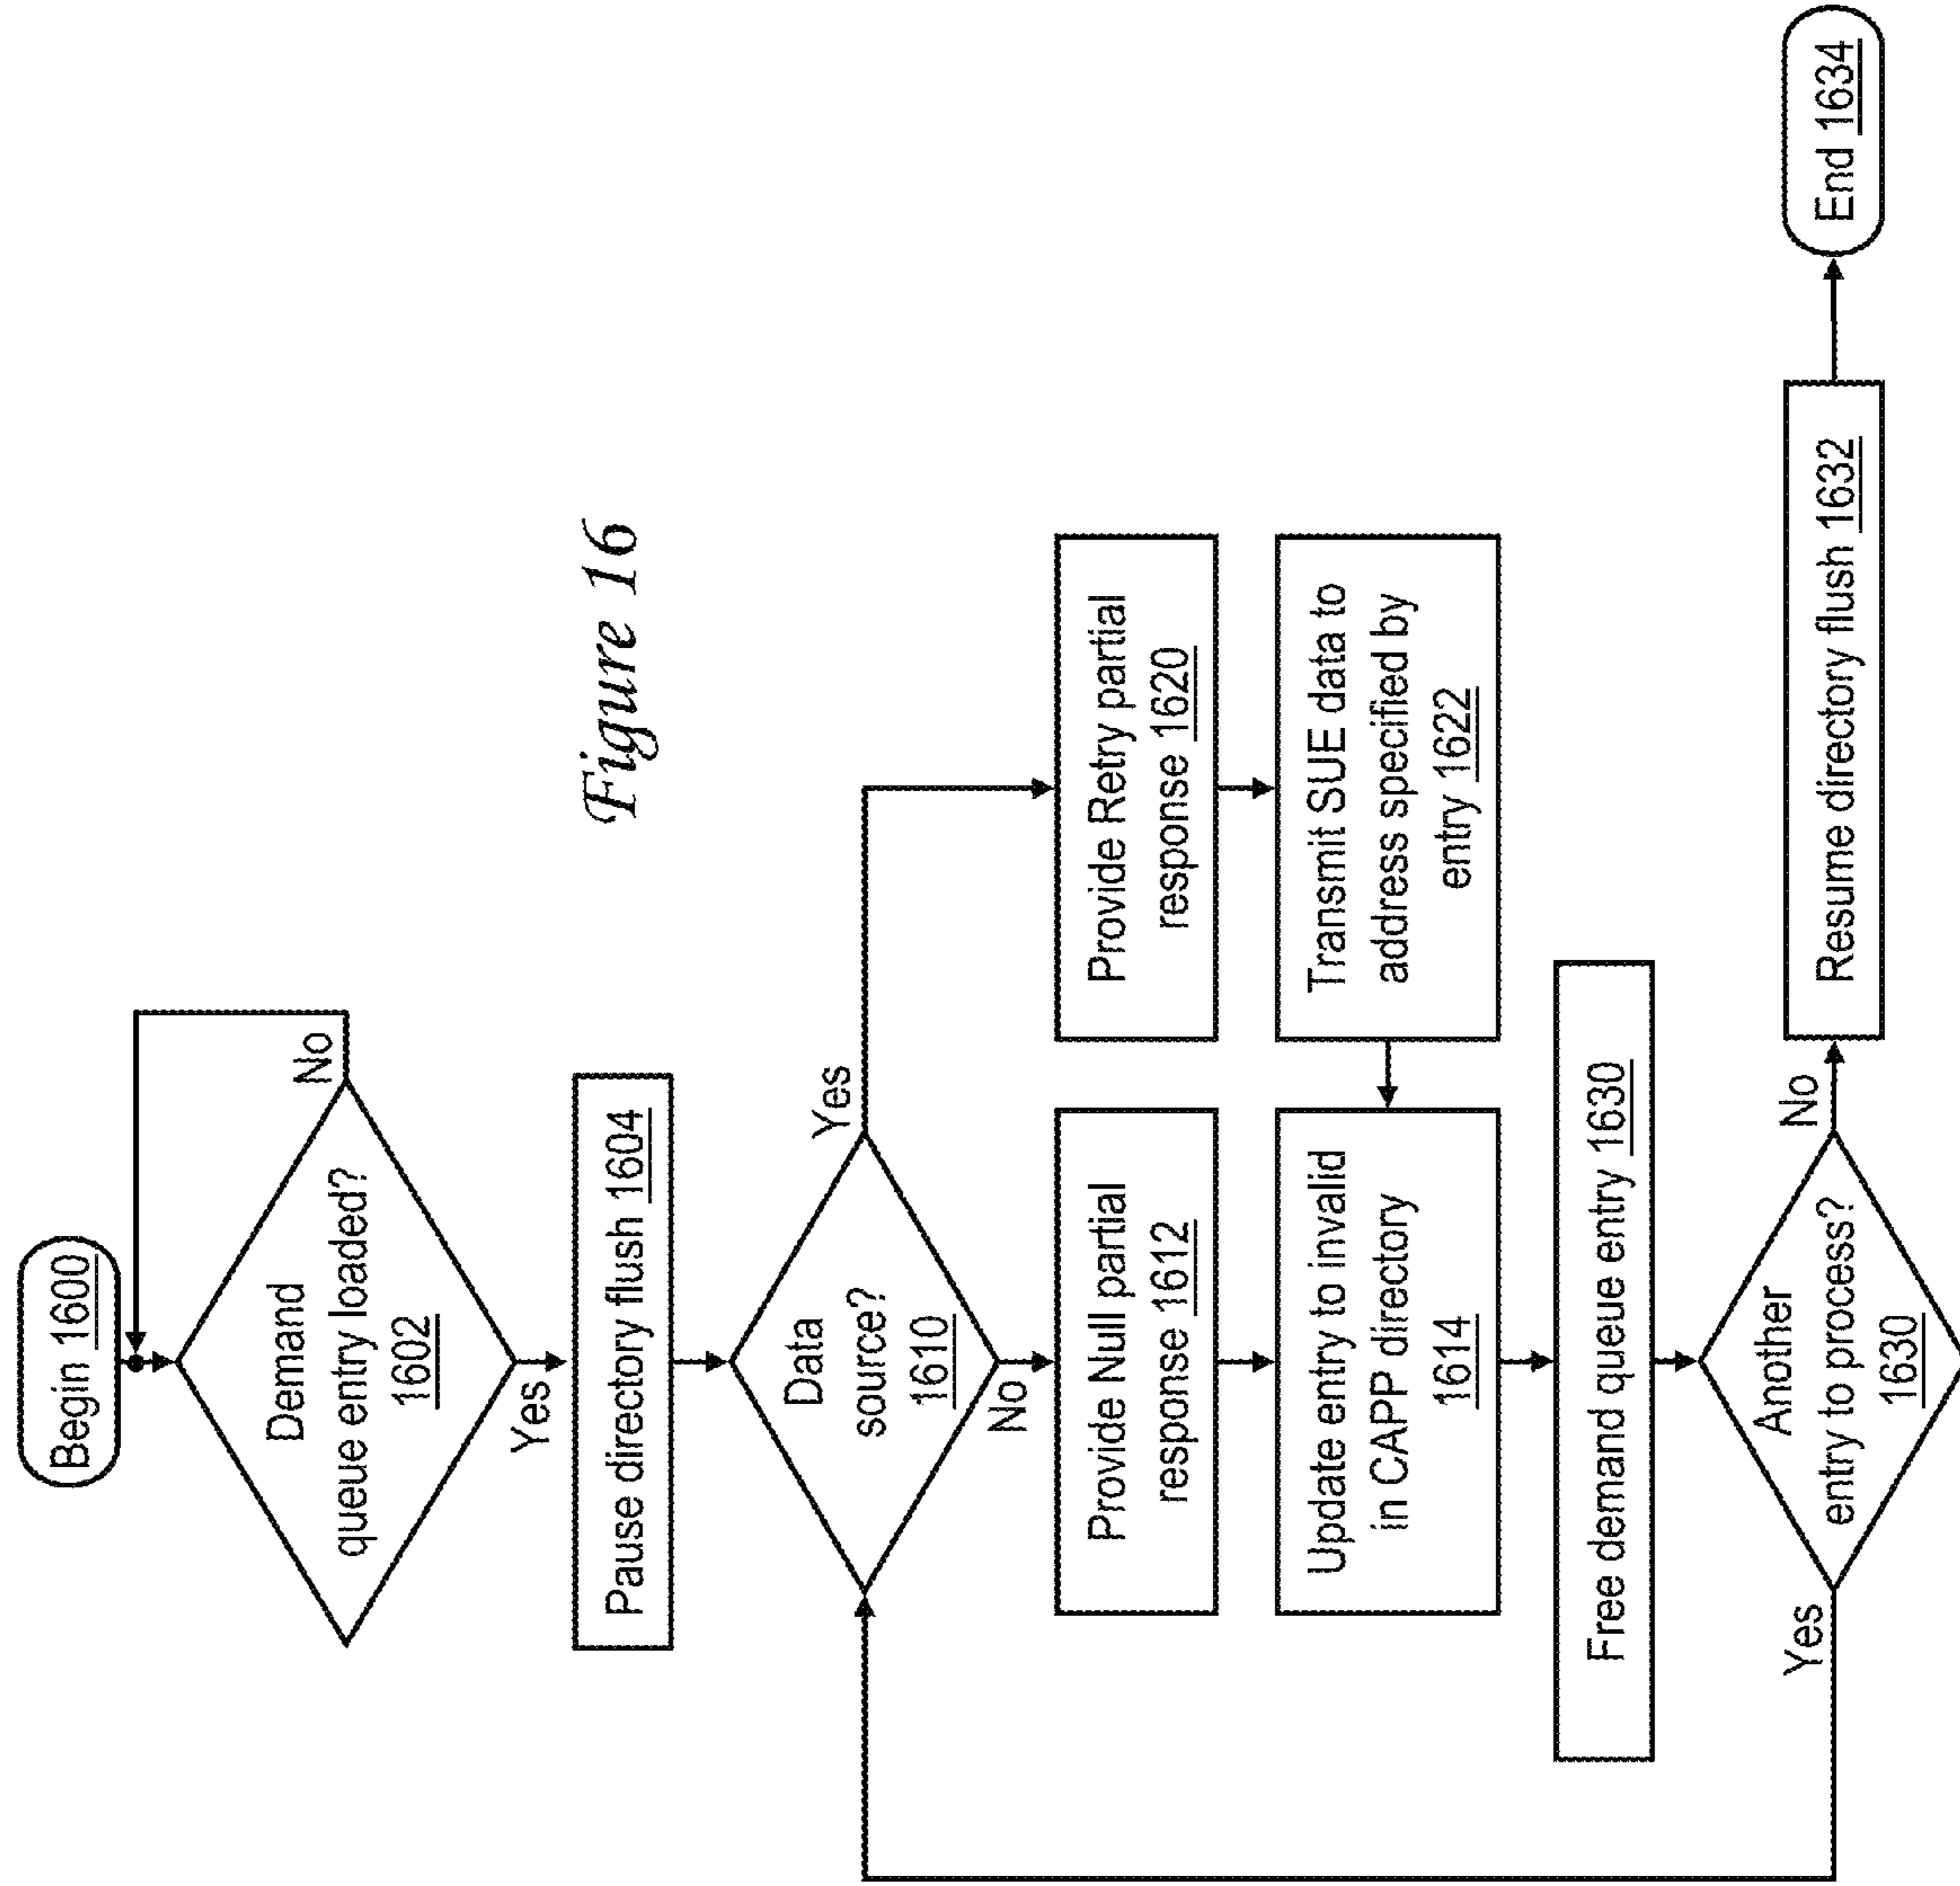 Begin 1600
Demand
queue entry loaded?
1602
No
Yes
Pause directory flush 1604
Data
source?
1610
Yes
No
Provide Null partial
response 1612
Provide Retry partial
response 1620
Update entry to invalid
in CAPP directory
1614
Transmit SUE data to
address specified by
entry 1622
Free demand queue entry 1630
Another
entry to process?
1630
Yes
No
Resume directory flush 1632
End 1634
Figure 16